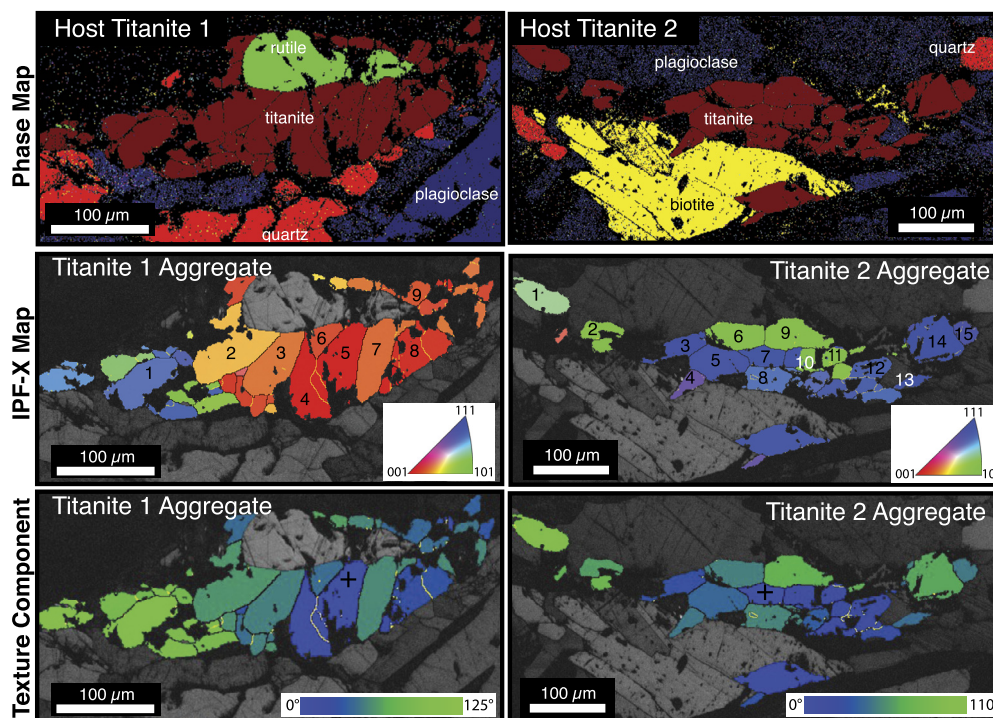 Phase Map
Host Titanite 1
rutile
titanite
plagioclase
quartz
100 µm
Host Titanite 2
plagioclase
quartz
titanite
biotite
100 µm
IPF-X Map
Titanite 1 Aggregate
1
2
3
4
5
6
7
8
9
111
001
101
100 µm
Titanite 2 Aggregate
1
2
3
4
5
6
7
8
9
10
11
12
13
14
15
111
001
10
100 µm
Texture Component
Titanite 1 Aggregate
+
100 µm
0°
125°
Titanite 2 Aggregate
+
100 µm
0°
110